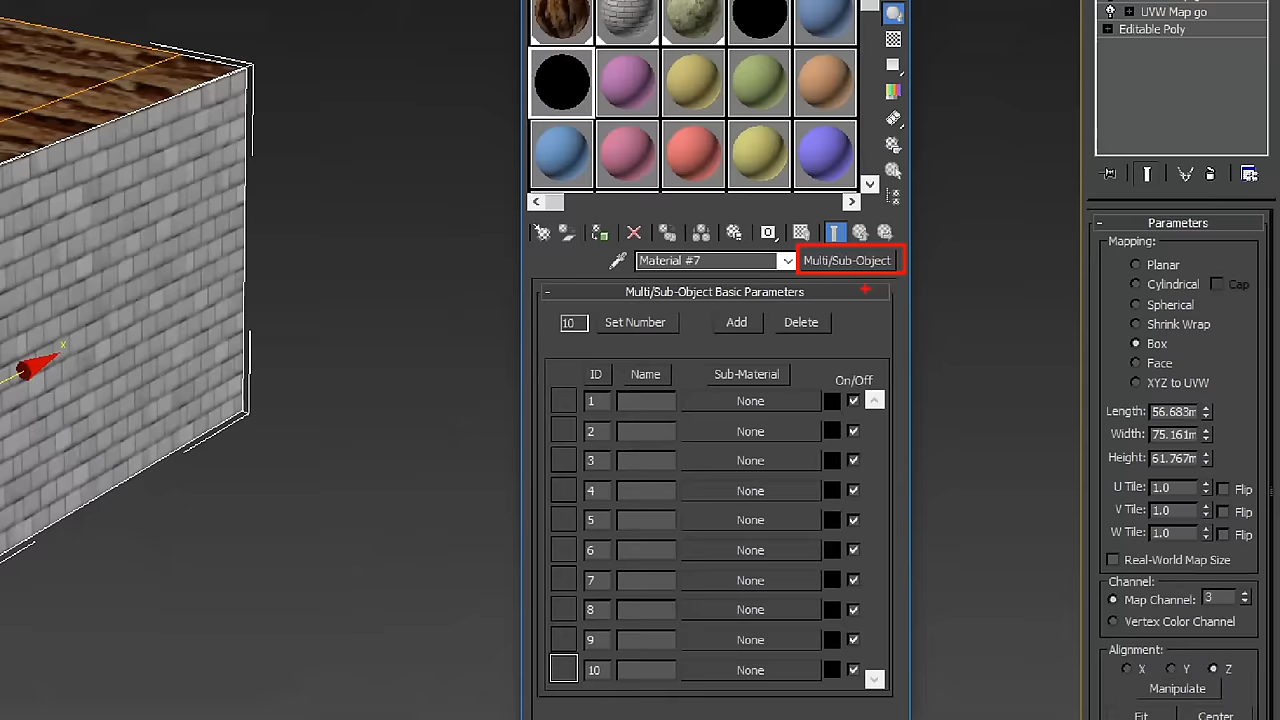 UVW Map go
Editable Poly
Material #7
Multi/Sub-Object
- Multi/Sub-Object Basic Parameters
10 Set Number Add Delete
ID Name Sub-Material On/Off
1 None
2 None
3 None
4 None
5 None
6 None
7 None
8 None
9 None
10 None
x
- Parameters
Mapping:
Planar
Cylindrical Cap
Spherical
Shrink Wrap
Box
Face
XYZ to UVW
Length: 56.683m
Width: 75.161m
Height: 61.767m
U Tile: 1.0 Flip
V Tile: 1.0 Flip
W Tile: 1.0 Flip
Real-World Map Size
Channel:
Map Channel: 3
Vertex Color Channel
Alignment:
X Y Z
Manipulate
Fit Center